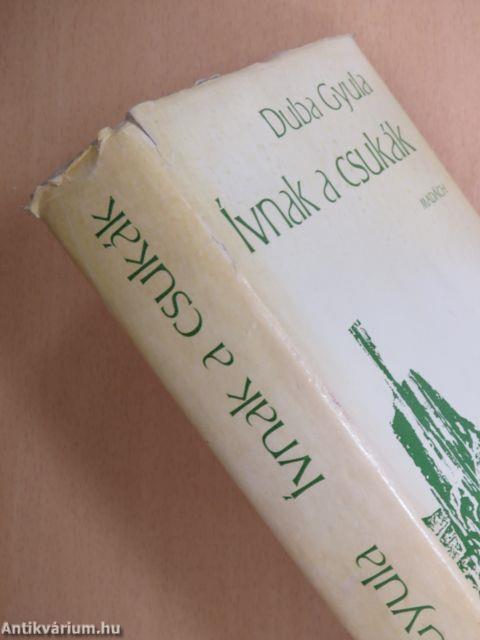 Duba Gyula
Ívnak a csukák
MADÁCH
Ívnak a csukák
Gyula
Antikvárium.hu